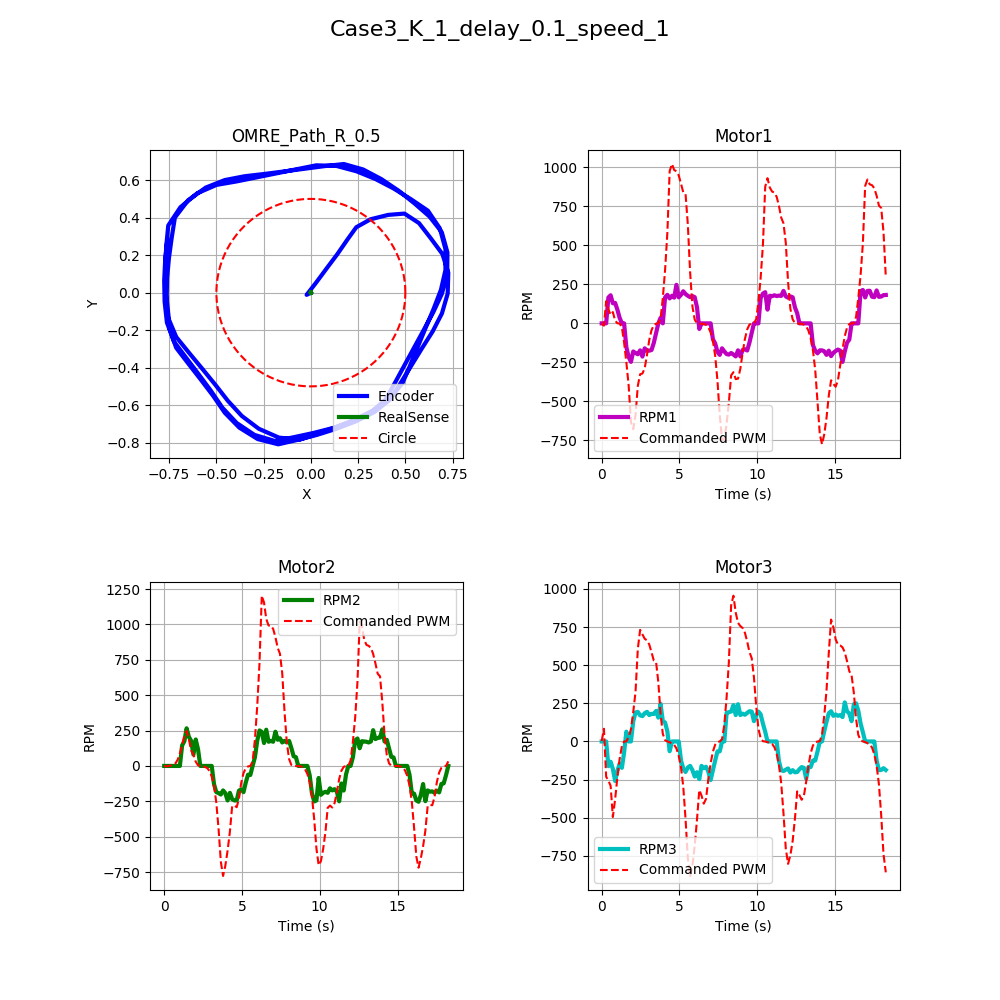 Case3_K_1_delay_0.1_speed_1
OMRE_Path_R_0.5
0.6
0.4
0.2
0.0
−0.2
−0.4
−0.6
−0.8
Y
−0.75 −0.50 −0.25 0.00 0.25 0.50 0.75
X
Encoder
RealSense
Circle
Motor1
1000
750
500
250
0
−250
−500
−750
RPM
0 5 10 15
Time (s)
RPM1
Commanded PWM
Motor2
1250
1000
750
500
250
0
−250
−500
−750
RPM
0 5 10 15
Time (s)
RPM2
Commanded PWM
Motor3
1000
750
500
250
0
−250
−500
−750
RPM
0 5 10 15
Time (s)
RPM3
Commanded PWM